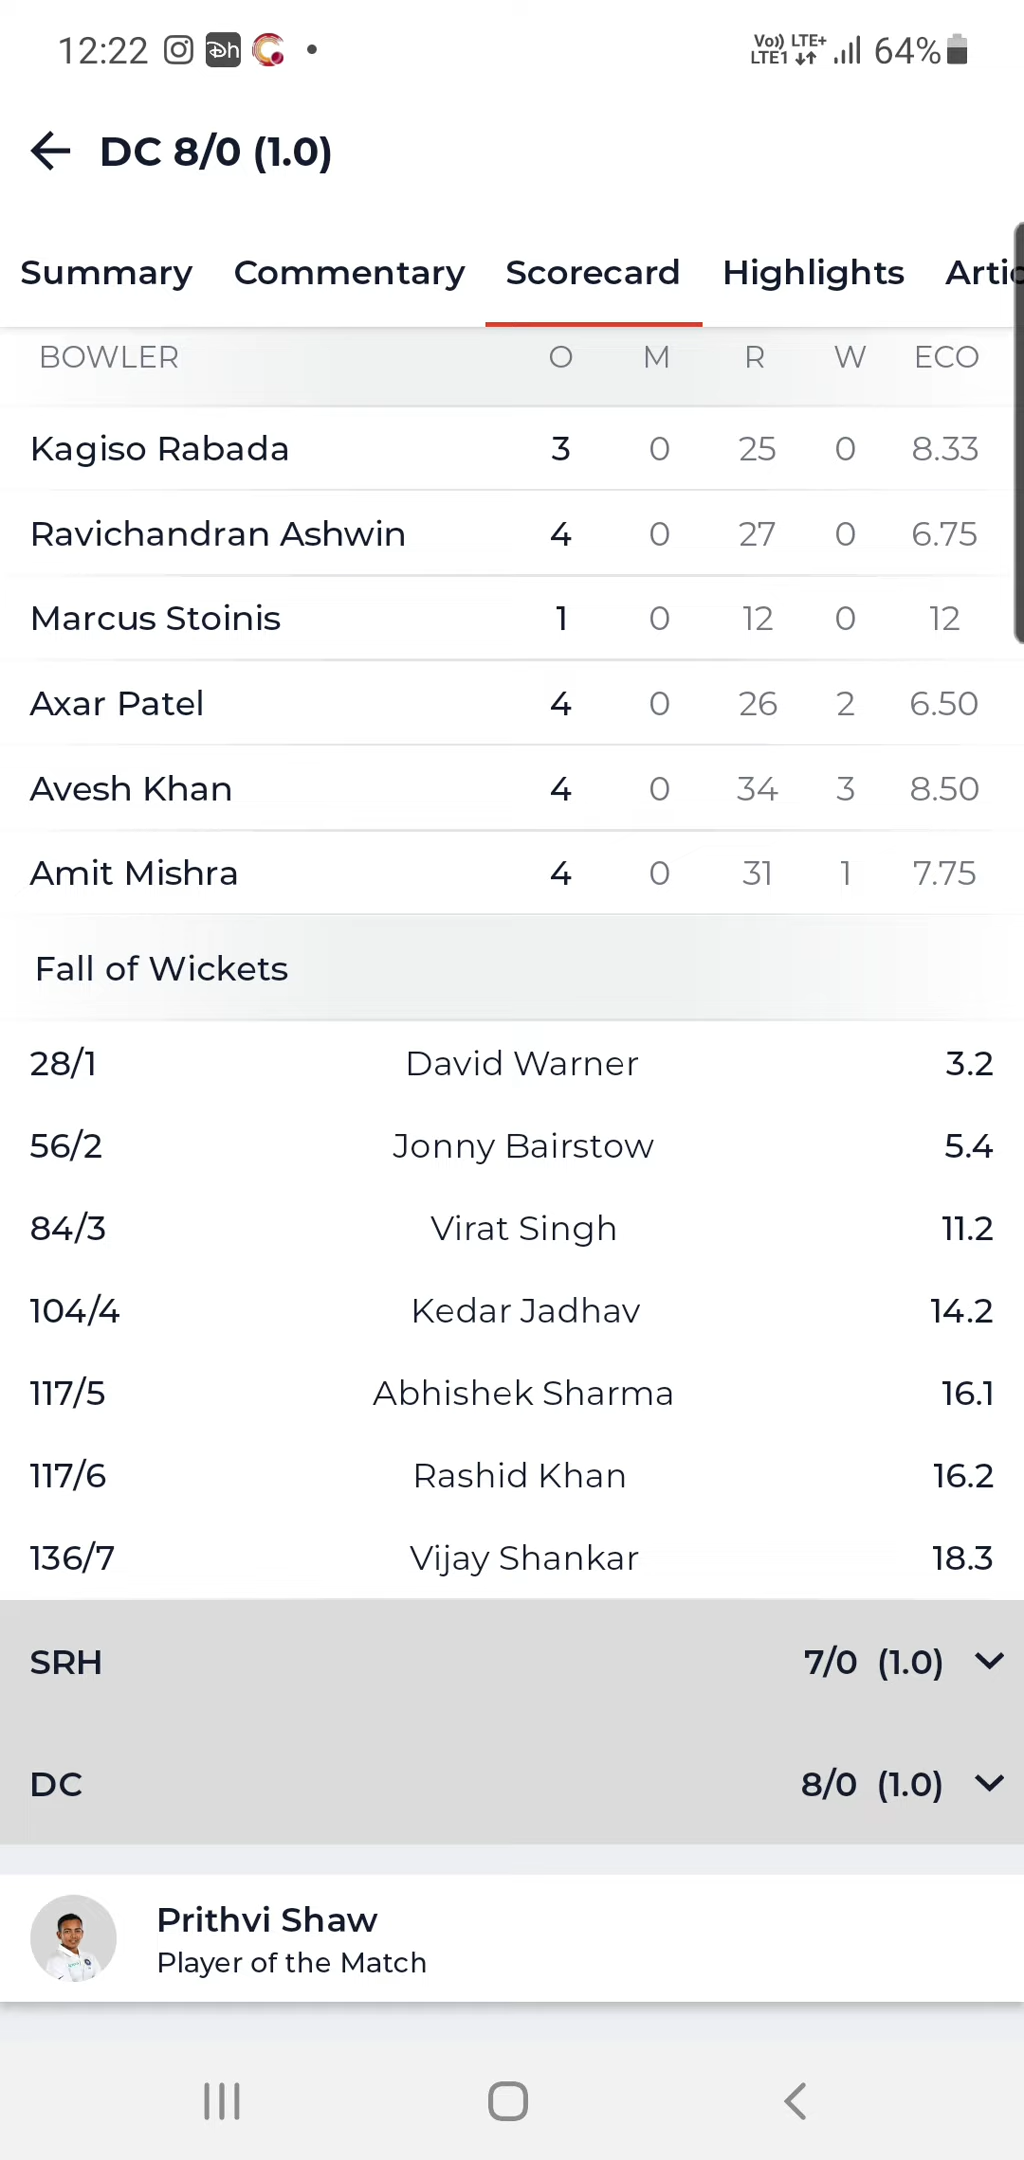 12:22 Vo)) LTE+ LTE1 64%
DC 8/0 (1.0)
Summary Commentary Scorecard Highlights Artic
BOWLER O M R W ECO
Kagiso Rabada 3 0 25 0 8.33
Ravichandran Ashwin 4 0 27 0 6.75
Marcus Stoinis 1 0 12 0 12
Axar Patel 4 0 26 2 6.50
Avesh Khan 4 0 34 3 8.50
Amit Mishra 4 0 31 1 7.75
Fall of Wickets
28/1 David Warner 3.2
56/2 Jonny Bairstow 5.4
84/3 Virat Singh 11.2
104/4 Kedar Jadhav 14.2
117/5 Abhishek Sharma 16.1
117/6 Rashid Khan 16.2
136/7 Vijay Shankar 18.3
SRH 7/0 (1.0)
DC 8/0 (1.0)
Prithvi Shaw
Player of the Match